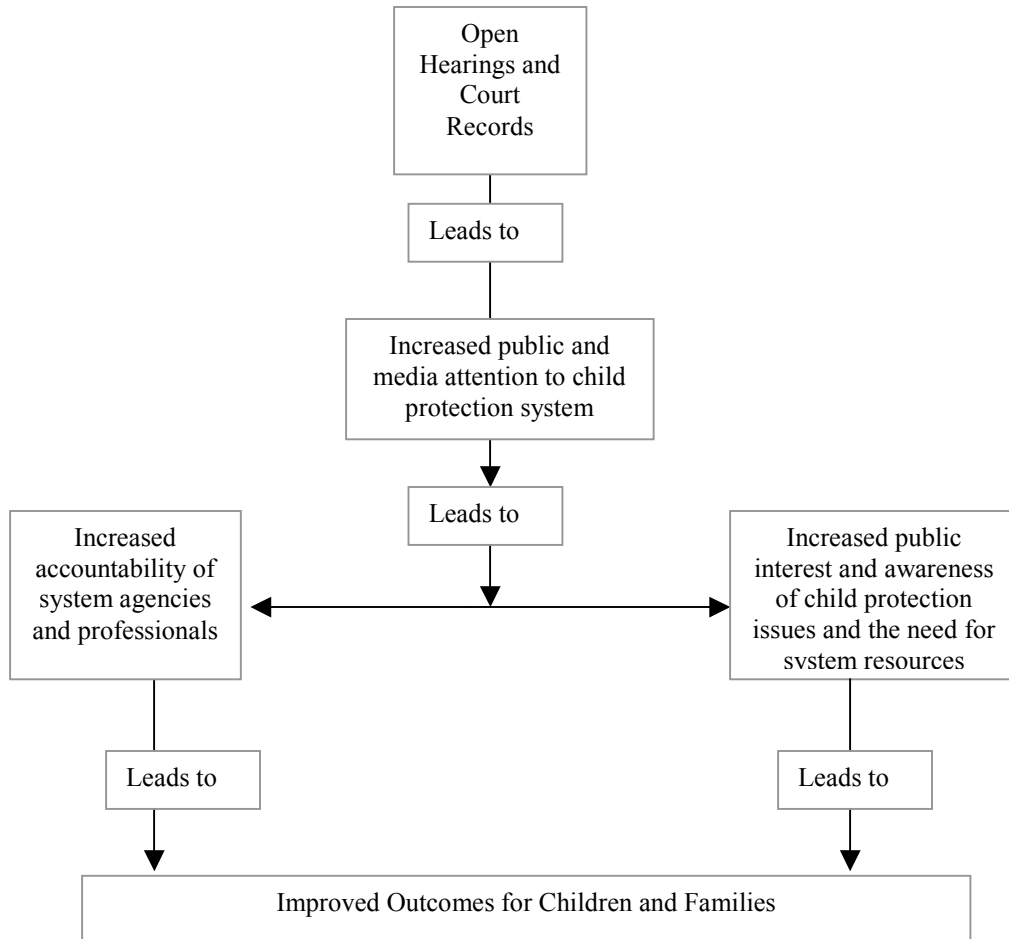 Open
Hearings and
Court
Records
Leads to
Increased public and
media attention to child
protection system
Leads to
Increased
accountability of
system agencies
and professionals
Increased public
interest and awareness
of child protection
issues and the need for
system resources
Leads to
Leads to
Improved Outcomes for Children and Families